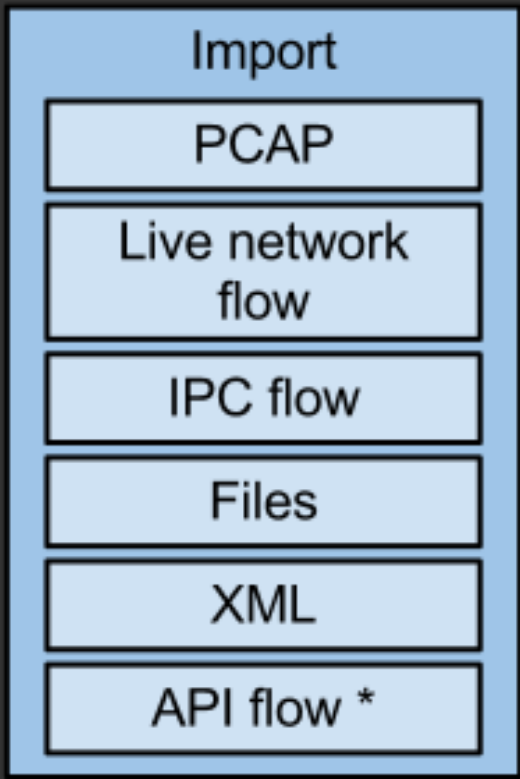 Import
PCAP
Live network
flow
IPC flow
Files
XML
API flow *